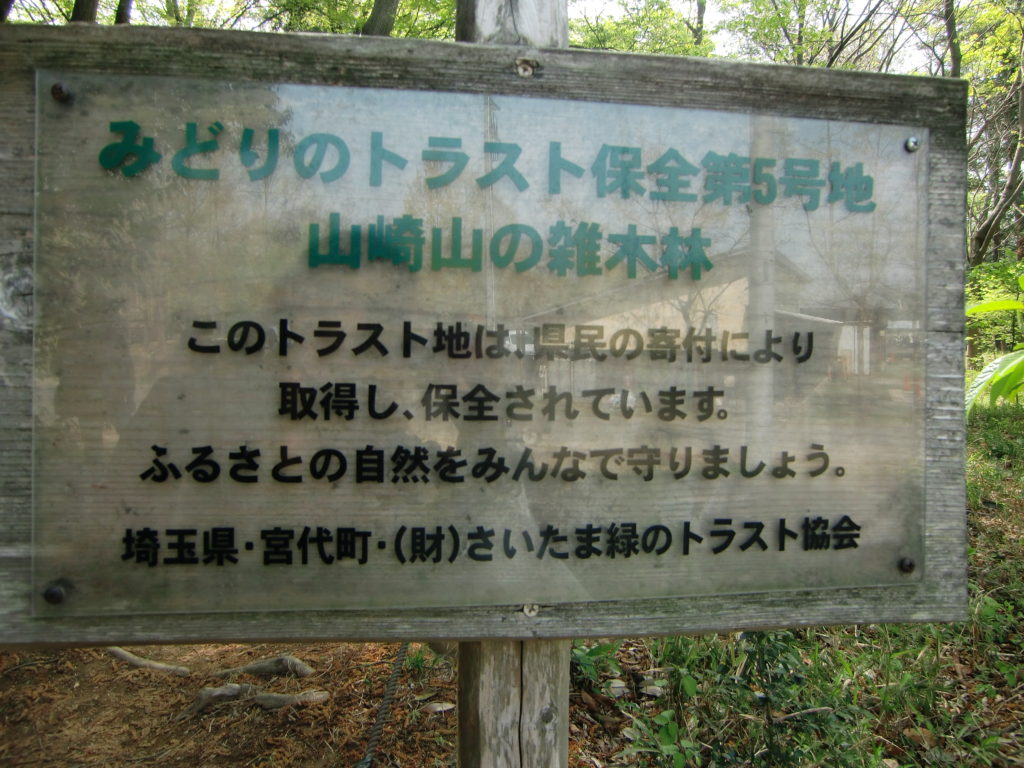 みどりのトラスト保全第5号地
山崎山の雑木林
このトラスト地は、県民の寄付により
取得し、保全されています。
ふるさとの自然をみんなで守りましょう。
埼玉県・宮代町・(財)さいたま緑のトラスト協会